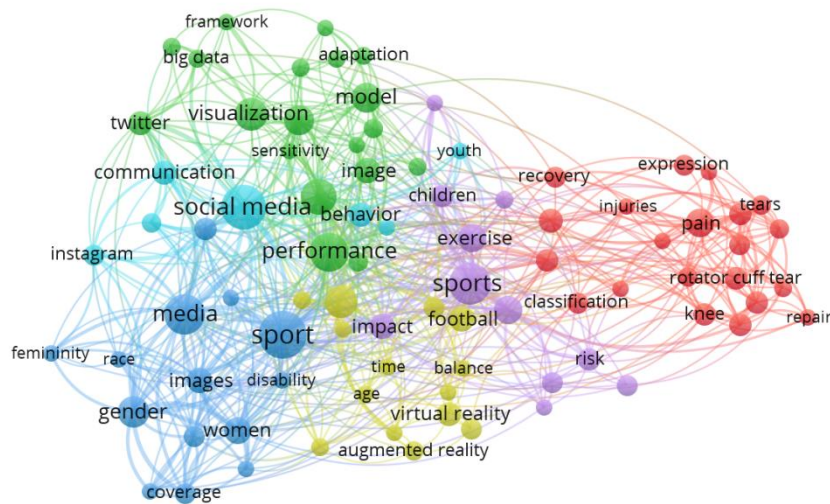 framework
big data
adaptation
model
visualization
twitter
sensitivity
image
youth
communication
recovery
expression
children
social media
behavior
injuries
tears
pain
exercise
instagram
performance
rotator cuff tear
sports
classification
media
football
knee
repair
impact
sport
femininity
race
time
balance
risk
images
disability
age
gender
virtual reality
women
augmented reality
coverage